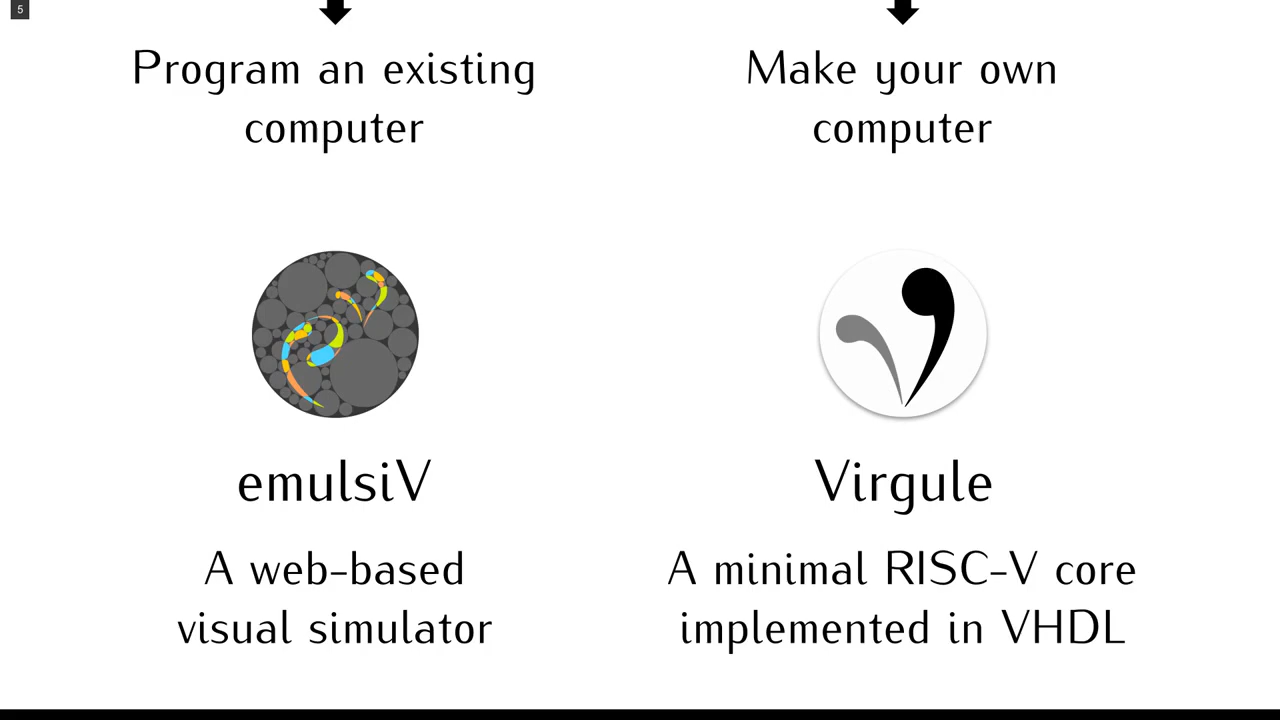 5
Program an existing
computer
Make your own
computer
emulsiV
Virgule
A web-based
visual simulator
A minimal RISC-V core
implemented in VHDL